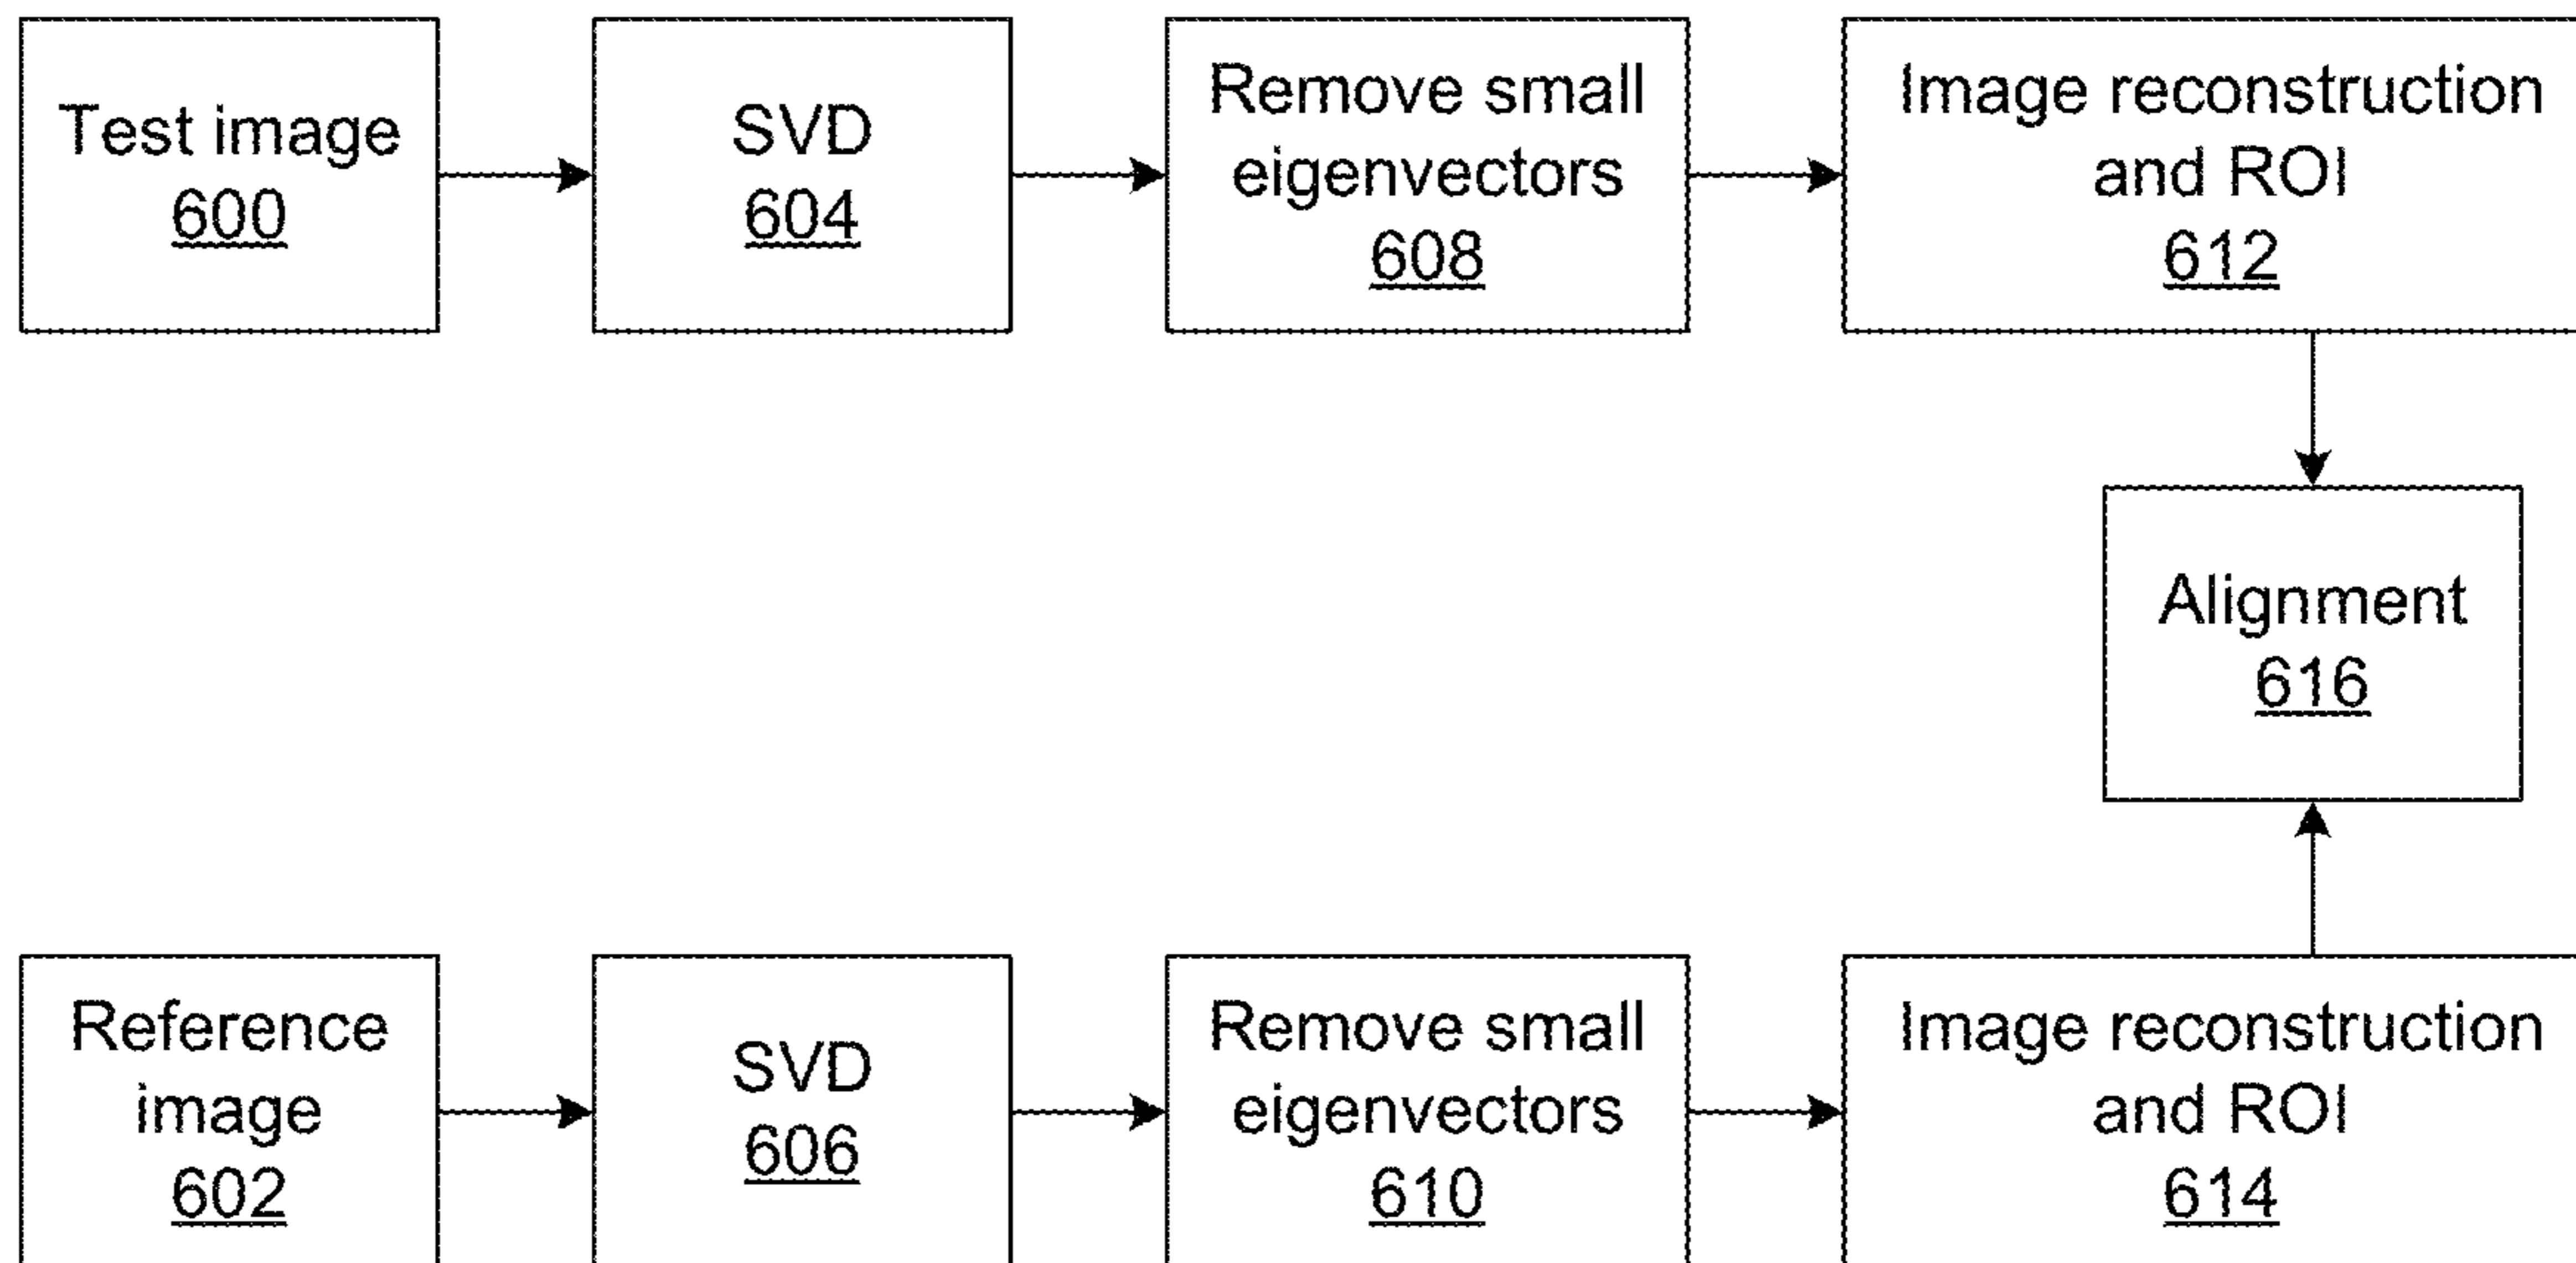 Test image
600
SVD
604
Remove small
eigenvectors
608
Image reconstruction
and ROI
612
Alignment
616
Reference
image
602
SVD
606
Remove small
eigenvectors
610
Image reconstruction
and ROI
614